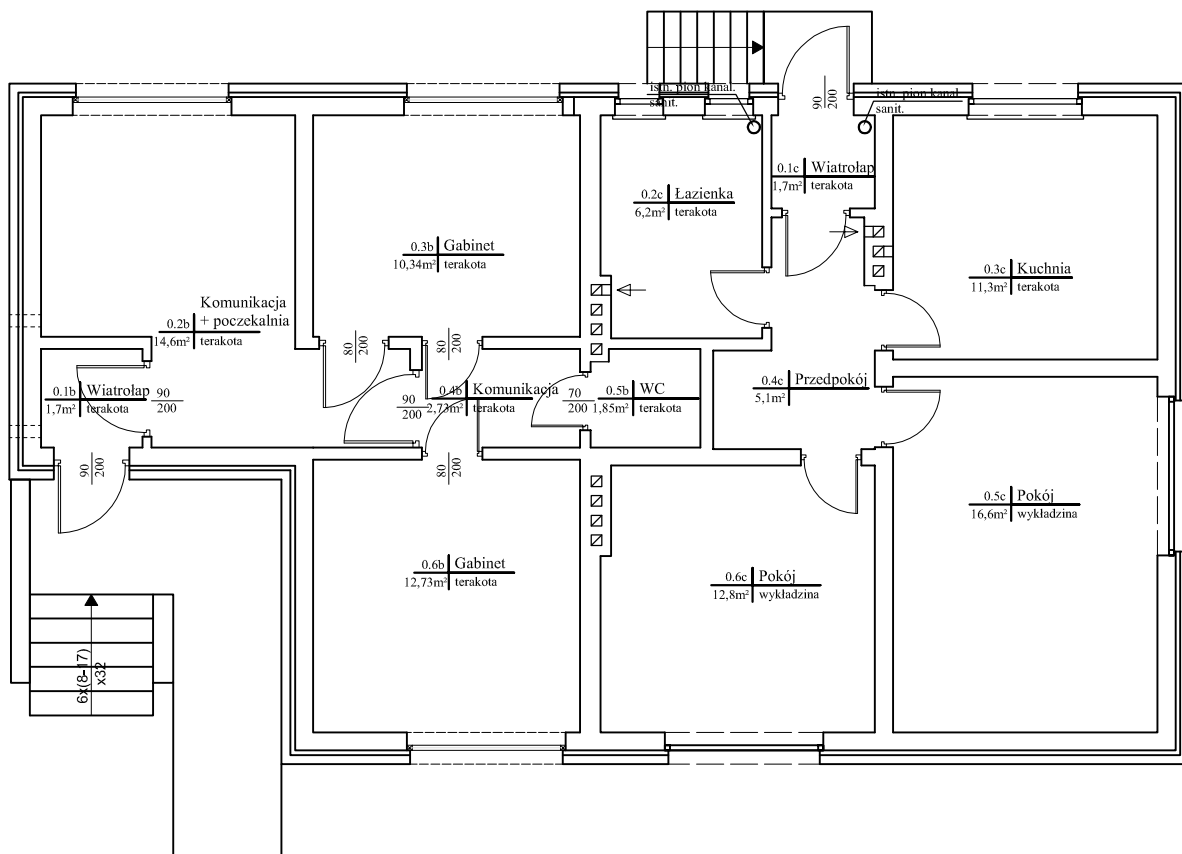 istn. pion kanal.
sanit.
90
200
istn. pion kanal.
sanit.
0.1c Wiatrołap
1,7m² terakota
0.2c Łazienka
6,2m² terakota
0.3b Gabinet
10,34m² terakota
0.3c Kuchnia
11,3m² terakota
Komunikacja
0.2b + poczekalnia
14,6m² terakota
80
200
80
200
0.1b Wiatrołap
1,7m² terakota
90
200
90
200
0.4b Komunikacja
2,73m² terakota
70
200
0.5b WC
1,85m² terakota
0.4c Przedpokój
5,1m² terakota
90
200
80
200
0.5c Pokój
16,6m² wykładzina
0.6b Gabinet
12,73m² terakota
0.6c Pokój
12,8m² wykładzina
6x(8-17)
x32